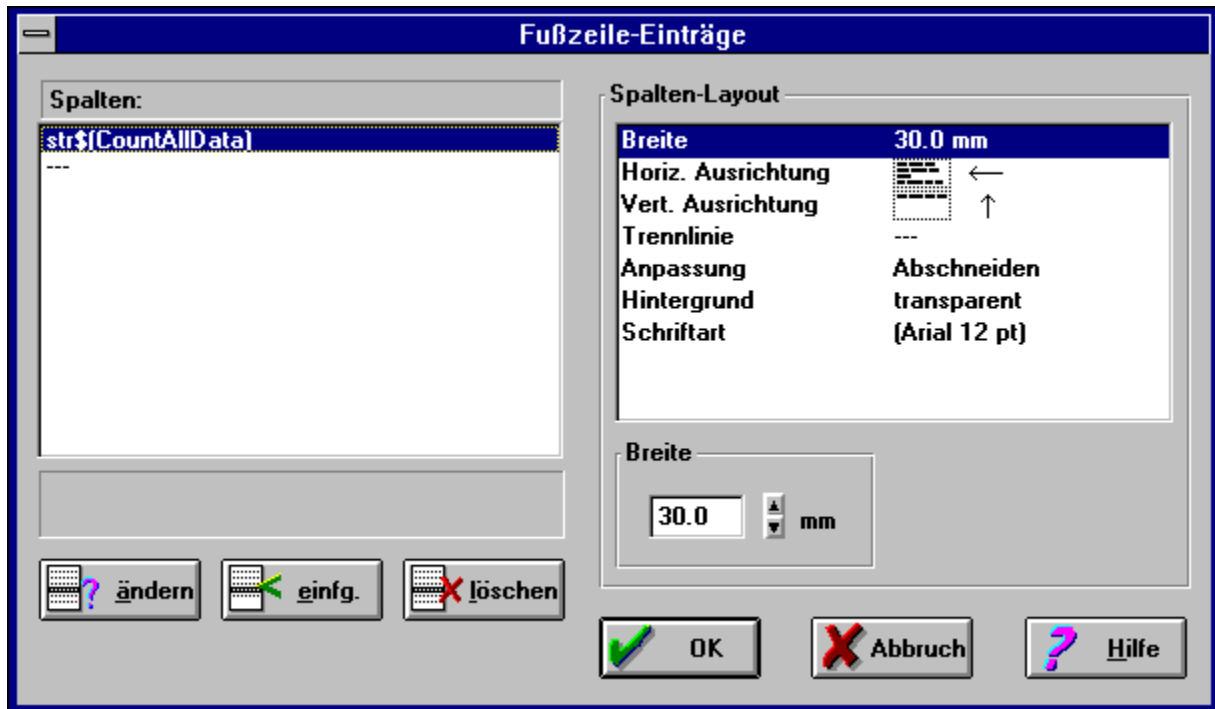 Fußzeile-Einträge
Spalten:
str$(CountAllData)
---
ändern
einfg.
löschen
Spalten-Layout
Breite 30.0 mm
Horiz. Ausrichtung ←
Vert. Ausrichtung ↑
Trennlinie ---
Anpassung Abschneiden
Hintergrund transparent
Schriftart (Arial 12 pt)
Breite
30.0 mm
OK
Abbruch
Hilfe